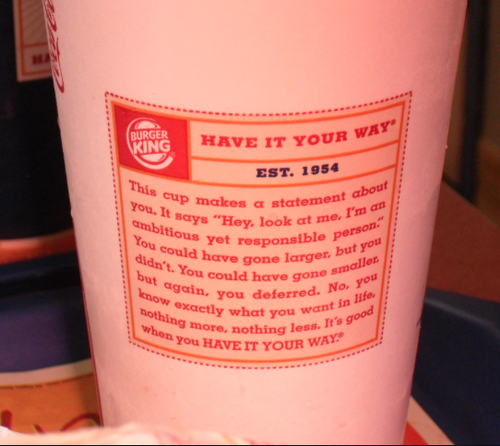 BURGER
KING
HAVE IT YOUR WAY®
EST. 1954
This cup makes a statement about
you. It says "Hey, look at me, I'm an
ambitious yet responsible person."
You could have gone larger, but you
didn't. You could have gone smaller,
but again, you deferred. No, you
know exactly what you want in life,
nothing more, nothing less. It's good
when you HAVE IT YOUR WAY.®
HA